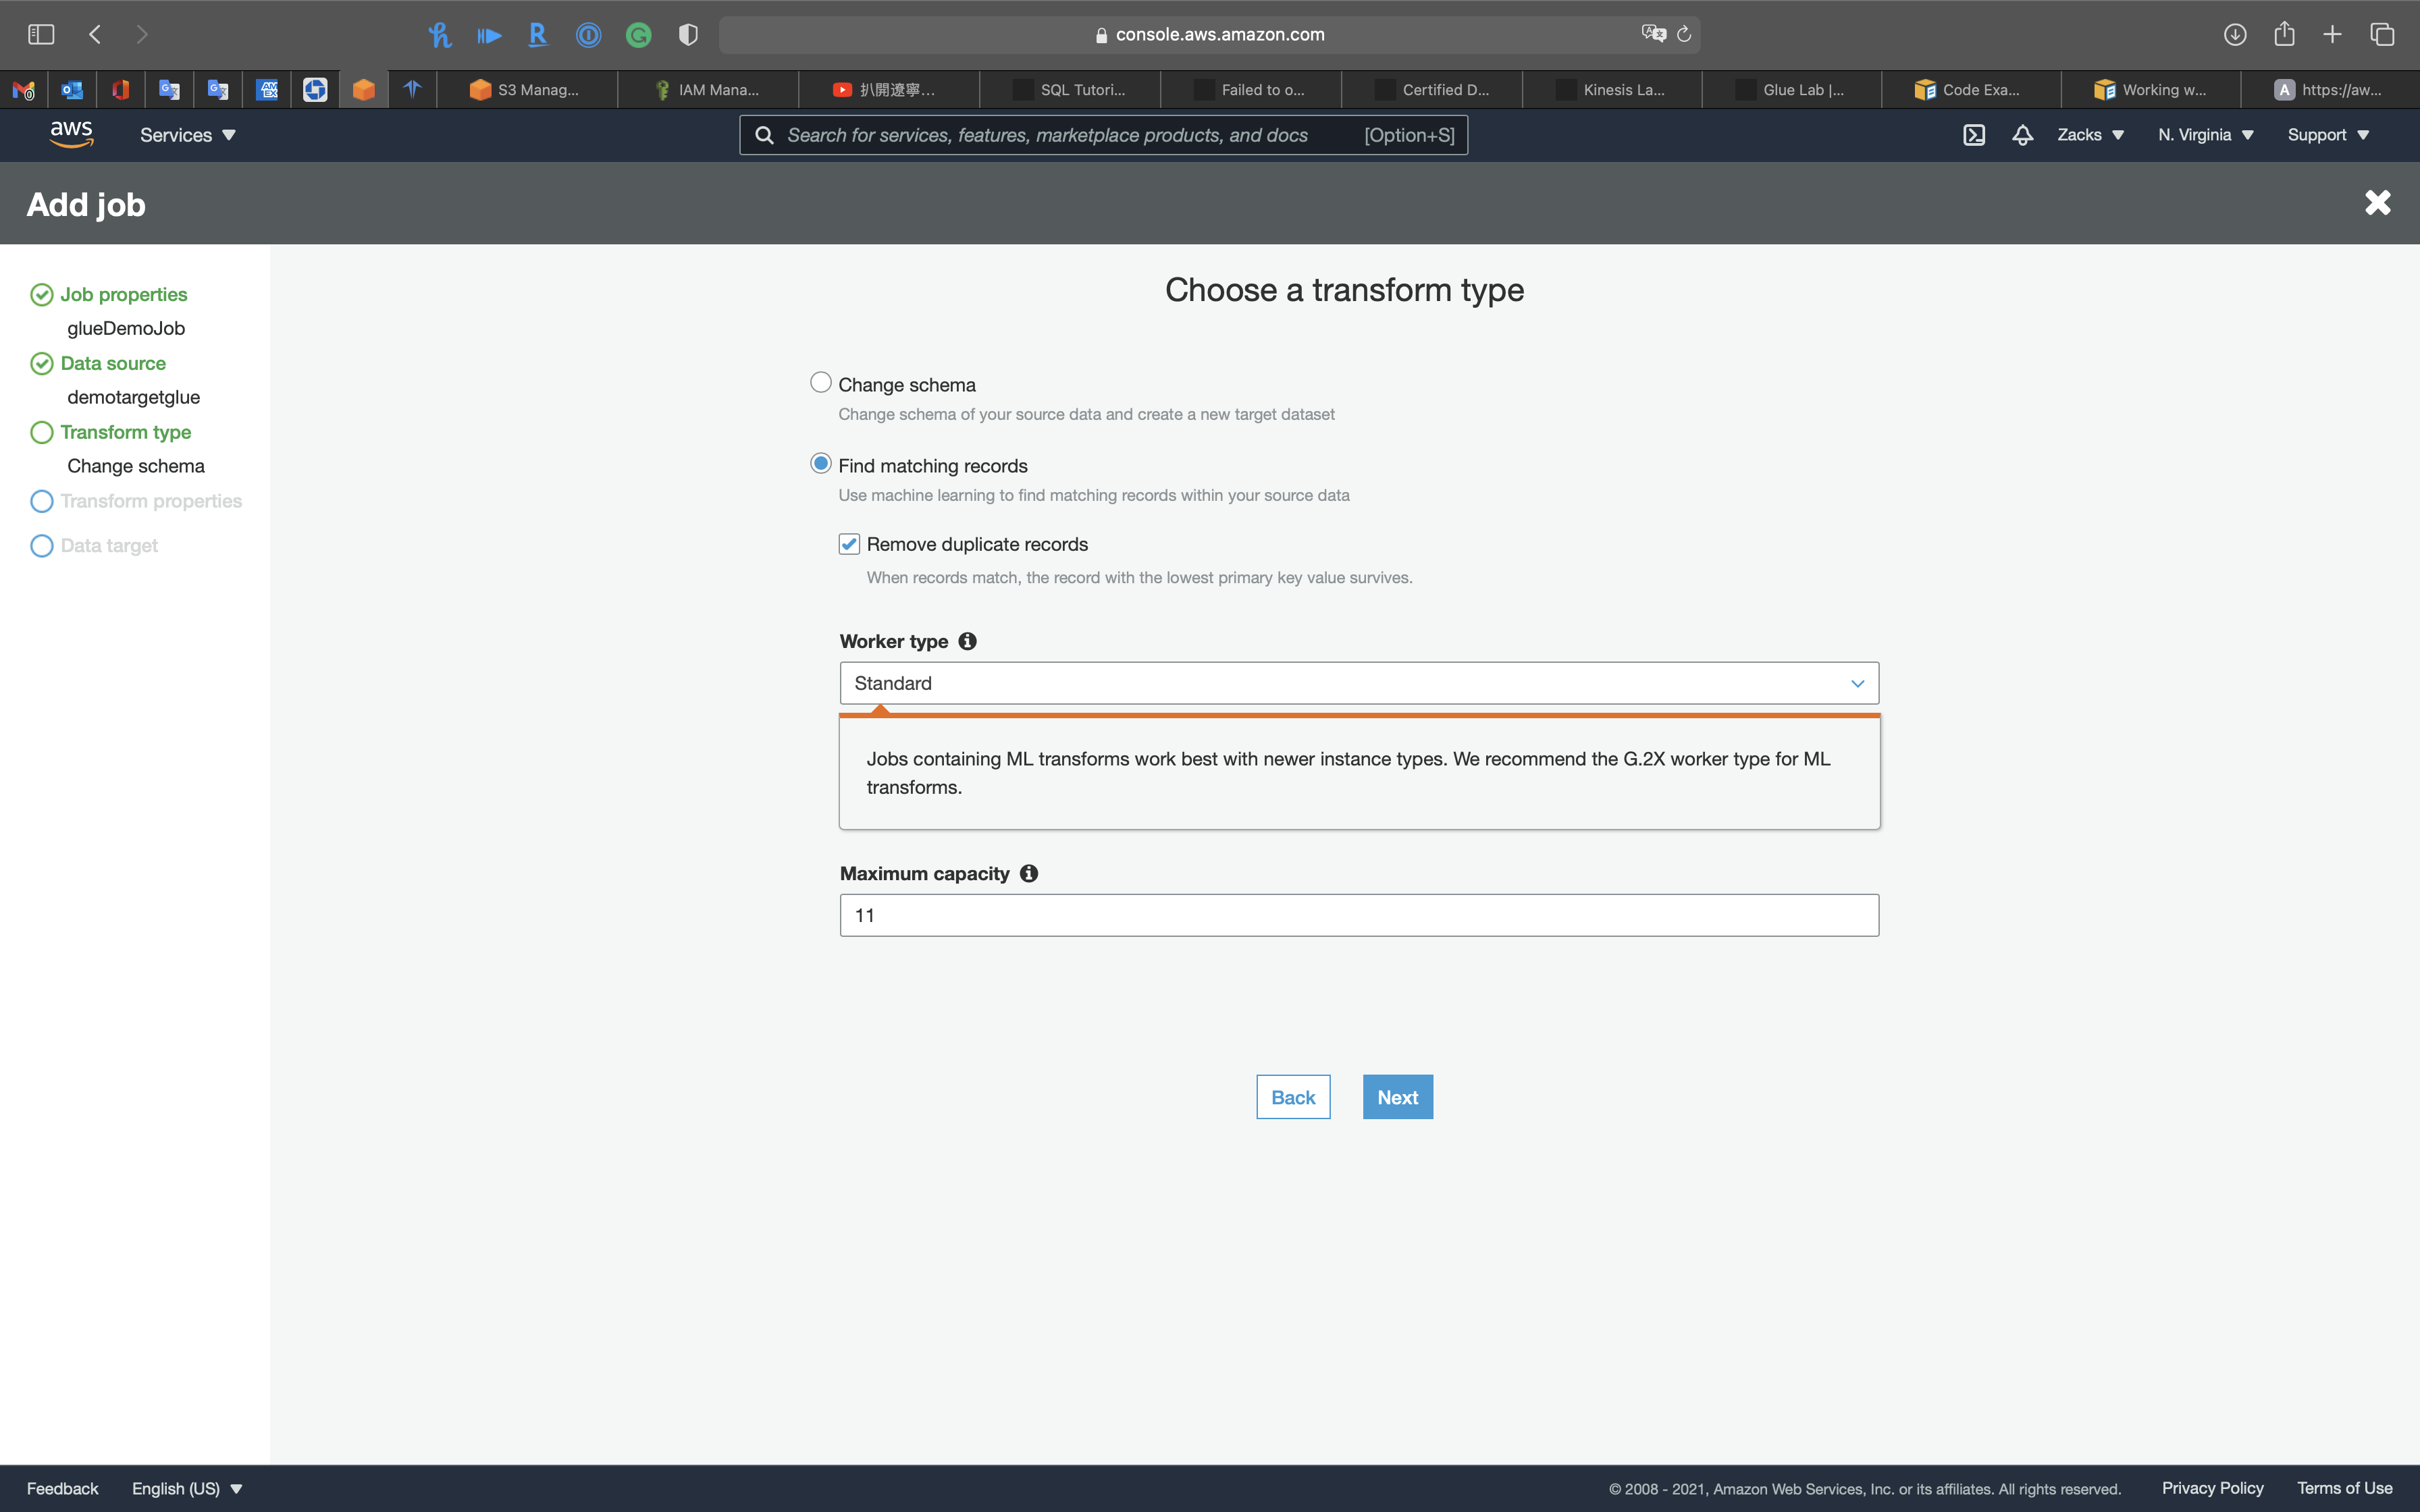 console.aws.amazon.com
S3 Manag...
IAM Mana...
扒開遼寧...
SQL Tutori...
Failed to o...
Certified D...
Kinesis La...
Glue Lab |...
Code Exa...
Working w...
A https://aw...
aws
Services
Search for services, features, marketplace products, and docs [Option+S]
Zacks
N. Virginia
Support
Add job
Job properties
glueDemoJob
Data source
demotargetglue
Transform type
Change schema
Transform properties
Data target
Choose a transform type
Change schema
Change schema of your source data and create a new target dataset
Find matching records
Use machine learning to find matching records within your source data
Remove duplicate records
When records match, the record with the lowest primary key value survives.
Worker type
Standard
Jobs containing ML transforms work best with newer instance types. We recommend the G.2X worker type for ML
transforms.
Maximum capacity
11
Back
Next
Feedback
English (US)
© 2008 - 2021, Amazon Web Services, Inc. or its affiliates. All rights reserved.
Privacy Policy
Terms of Use